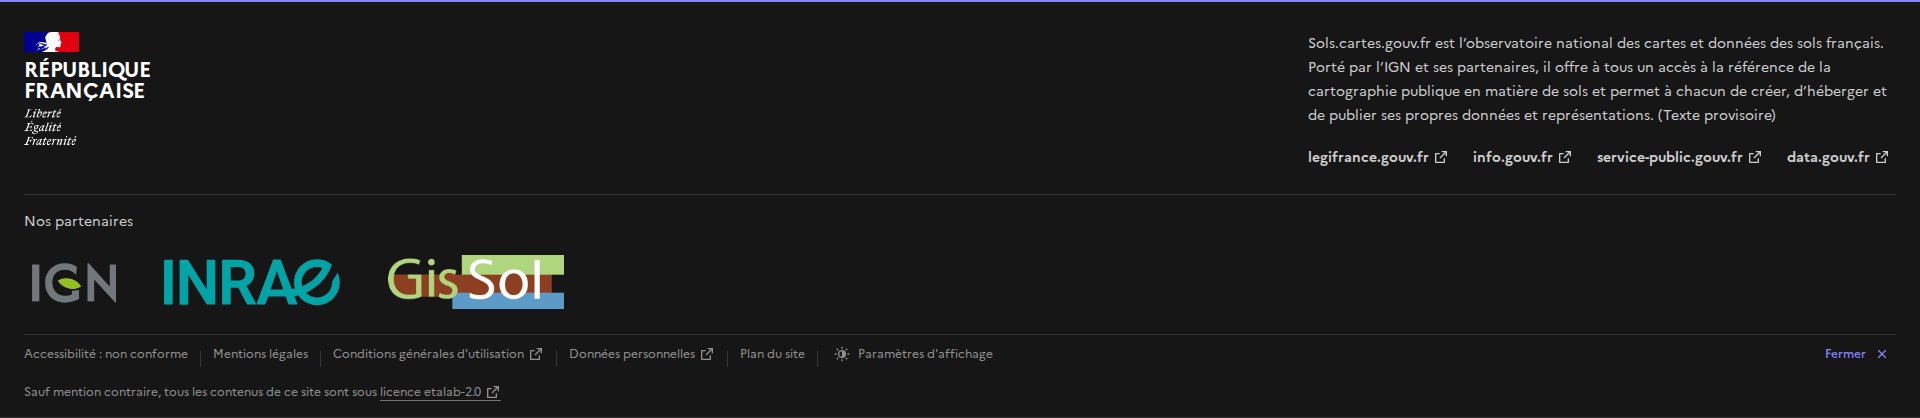 RÉPUBLIQUE
FRANÇAISE
Liberté
Égalité
Fraternité
Sols.cartes.gouv.fr est l’observatoire national des cartes et données des sols français.
Porté par l’IGN et ses partenaires, il offre à tous un accès à la référence de la
cartographie publique en matière de sols et permet à chacun de créer, d’héberger et
de publier ses propres données et représentations. (Texte provisoire)
legifrance.gouv.fr info.gouv.fr service-public.gouv.fr data.gouv.fr
Nos partenaires
IGN INRAE GisSol
Accessibilité : non conforme Mentions légales Conditions générales d'utilisation Données personnelles Plan du site Paramètres d'affichage Fermer
Sauf mention contraire, tous les contenus de ce site sont sous licence etalab-2.0